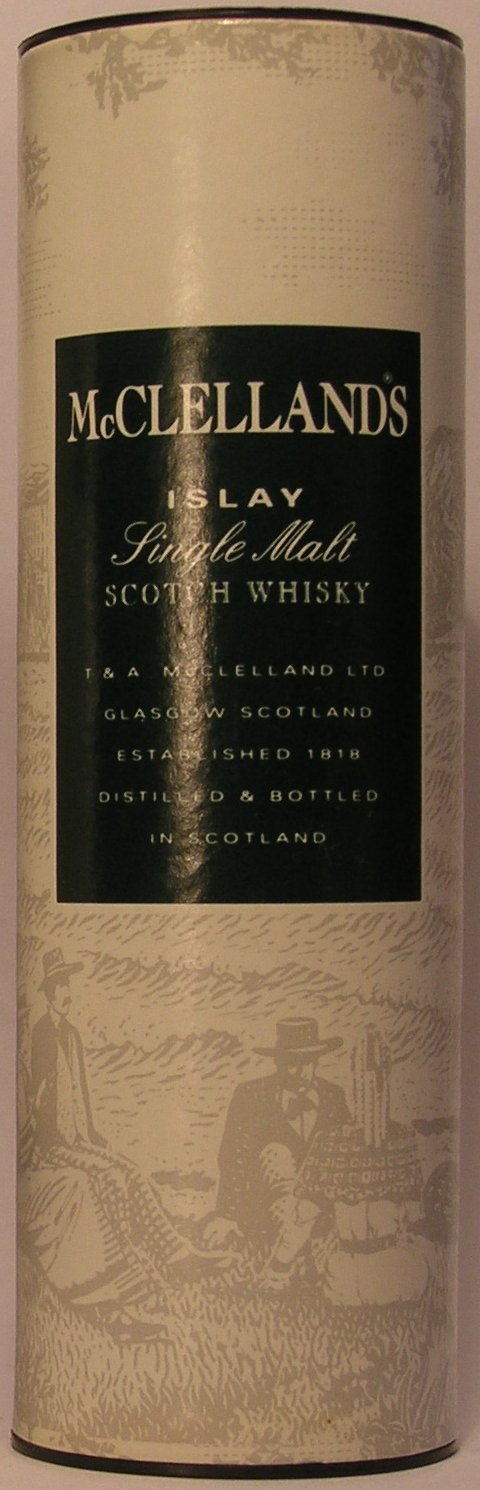 McCLELLAND'S®
ISLAY
Single Malt
SCOTCH WHISKY
T & A McCLELLAND LTD
GLASGOW SCOTLAND
ESTABLISHED 1818
DISTILLED & BOTTLED
IN SCOTLAND